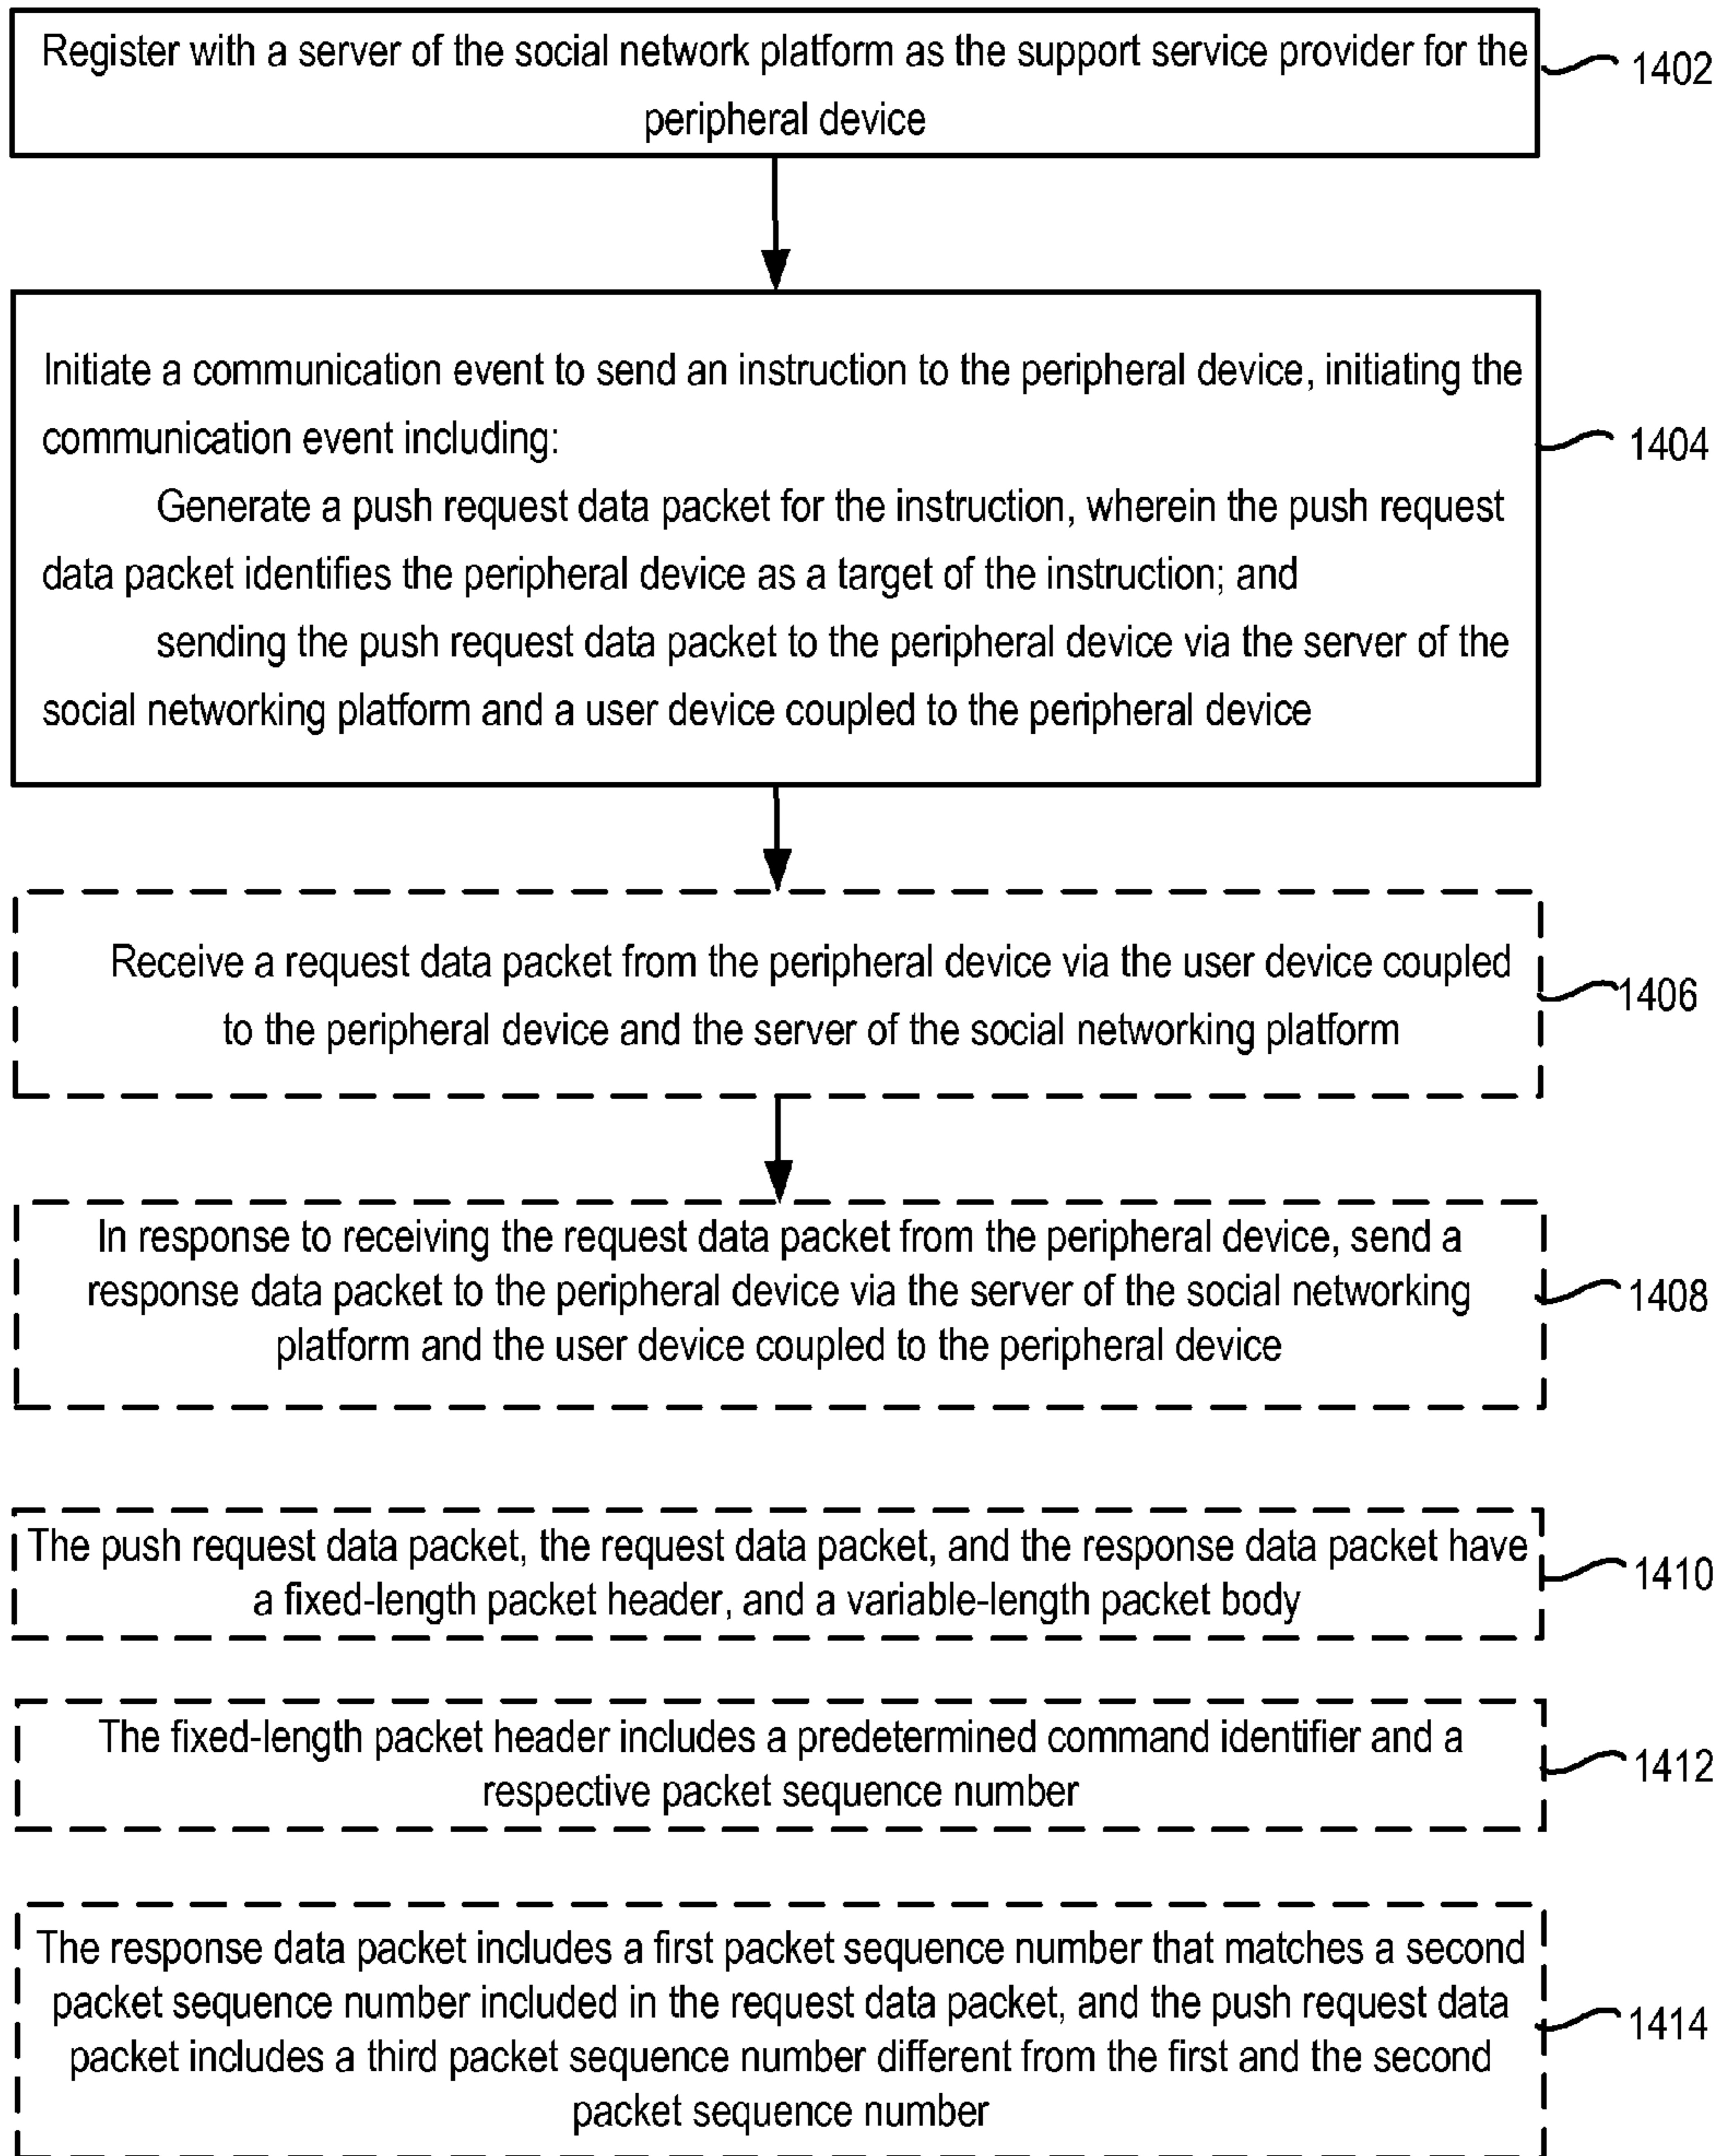 Register with a server of the social network platform as the support service provider for the
peripheral device
1402
Initiate a communication event to send an instruction to the peripheral device, initiating the
communication event including:
Generate a push request data packet for the instruction, wherein the push request
data packet identifies the peripheral device as a target of the instruction; and
sending the push request data packet to the peripheral device via the server of the
social networking platform and a user device coupled to the peripheral device
1404
Receive a request data packet from the peripheral device via the user device coupled
to the peripheral device and the server of the social networking platform
1406
In response to receiving the request data packet from the peripheral device, send a
response data packet to the peripheral device via the server of the social networking
platform and the user device coupled to the peripheral device
1408
The push request data packet, the request data packet, and the response data packet have
a fixed-length packet header, and a variable-length packet body
1410
The fixed-length packet header includes a predetermined command identifier and a
respective packet sequence number
1412
The response data packet includes a first packet sequence number that matches a second
packet sequence number included in the request data packet, and the push request data
packet includes a third packet sequence number different from the first and the second
packet sequence number
1414